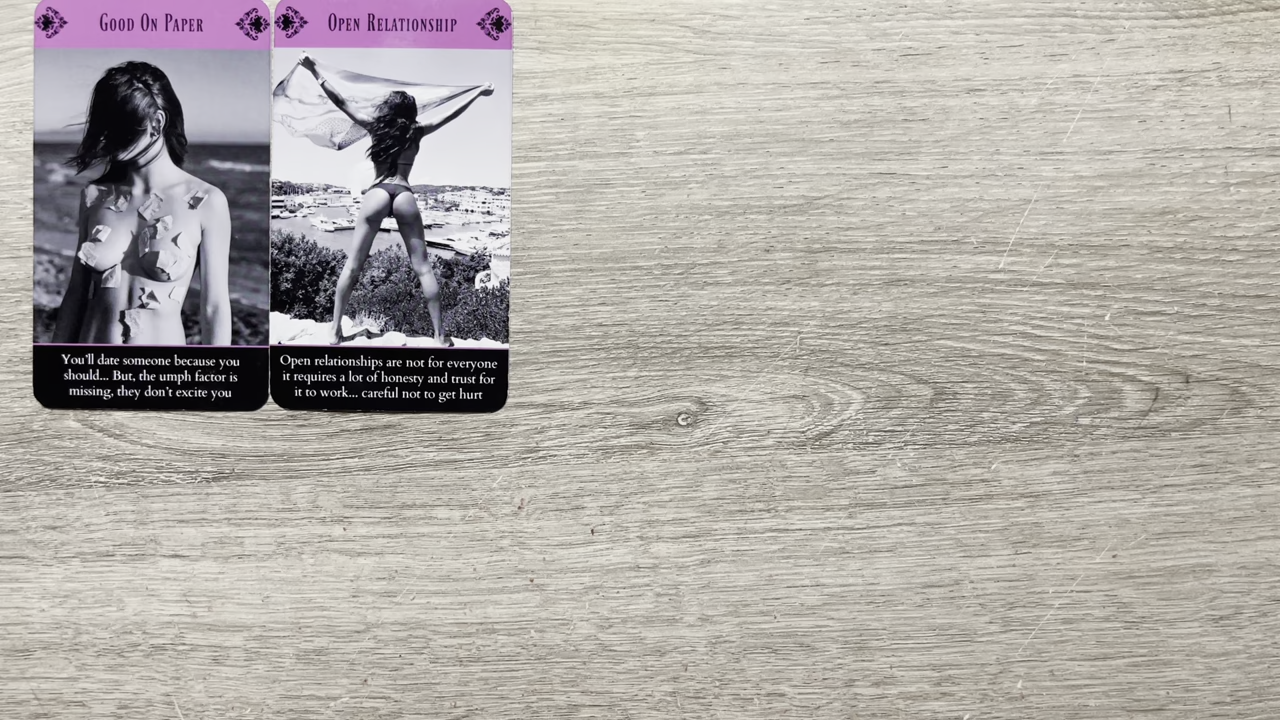 Good On Paper
You'll date someone because you
should... But, the umph factor is
missing, they don't excite you
Open Relationship
Open relationships are not for everyone
it requires a lot of honesty and trust for
it to work... careful not to get hurt